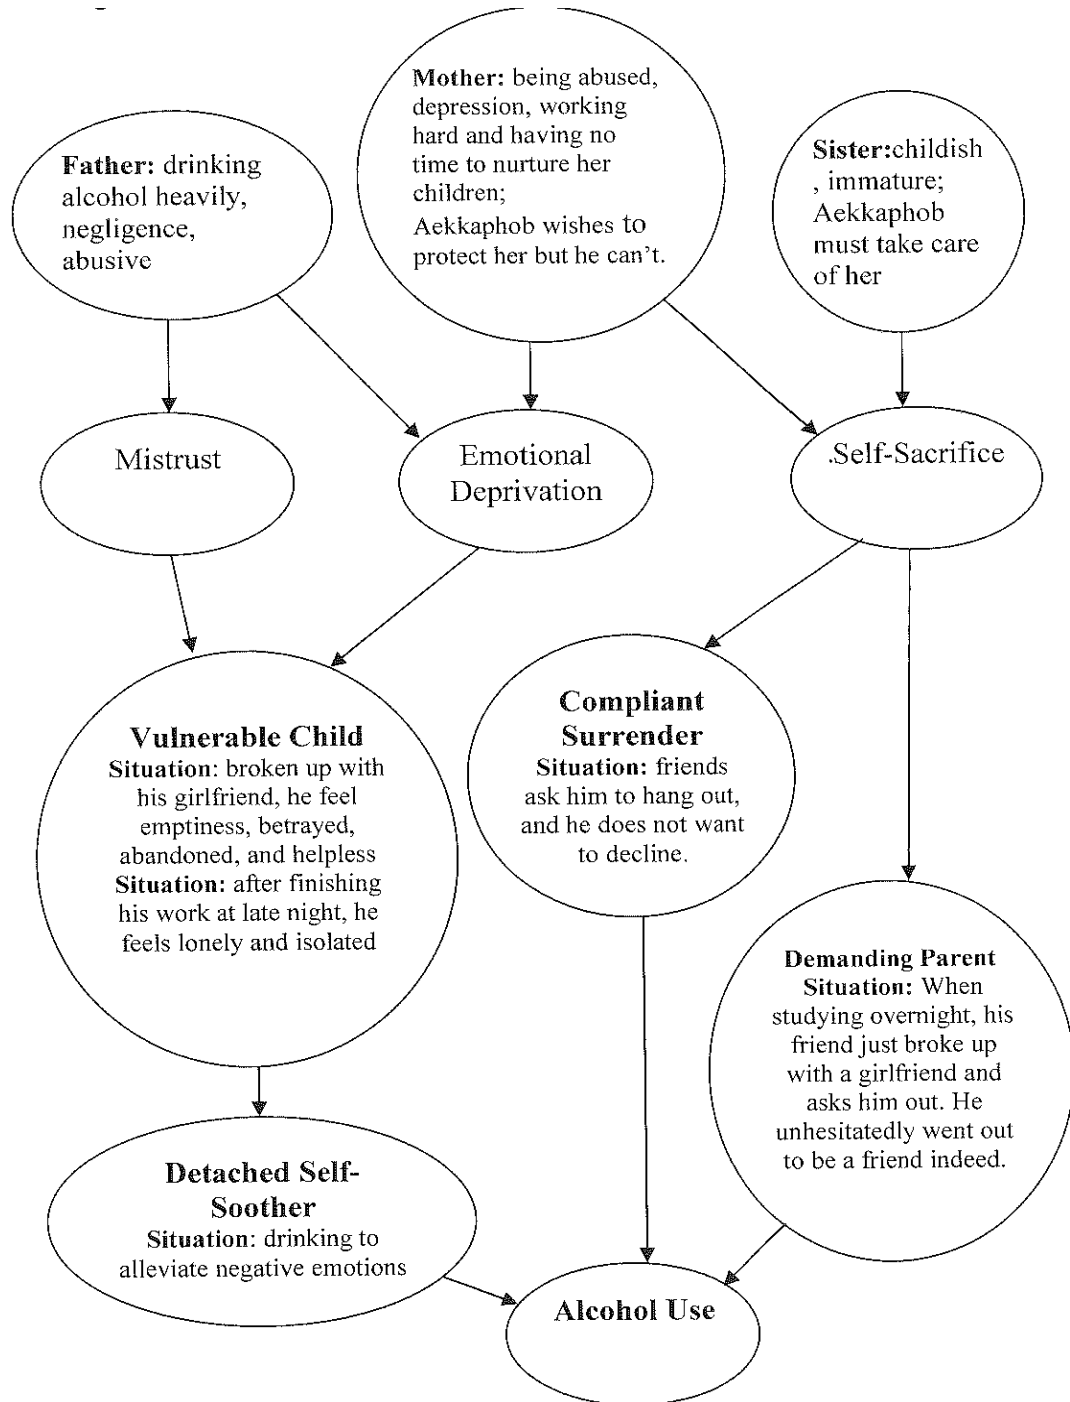 Mother: being abused,
depression, working
hard and having no
time to nurture her
children;
Aekkaphob wishes to
protect her but he can't.
Father: drinking
alcohol heavily,
negligence,
abusive
Sister:childish
, immature;
Aekkaphob
must take care
of her
Mistrust
Emotional
Deprivation
.Self-Sacrifice
Vulnerable Child
Situation: broken up with
his girlfriend, he feel
emptiness, betrayed,
abandoned, and helpless
Situation: after finishing
his work at late night, he
feels lonely and isolated
Compliant
Surrender
Situation: friends
ask him to hang out,
and he does not want
to decline.
Demanding Parent
Situation: When
studying overnight, his
friend just broke up
with a girlfriend and
asks him out. He
unhesitatedly went out
to be a friend indeed.
Detached Self-
Soother
Situation: drinking to
alleviate negative emotions
Alcohol Use